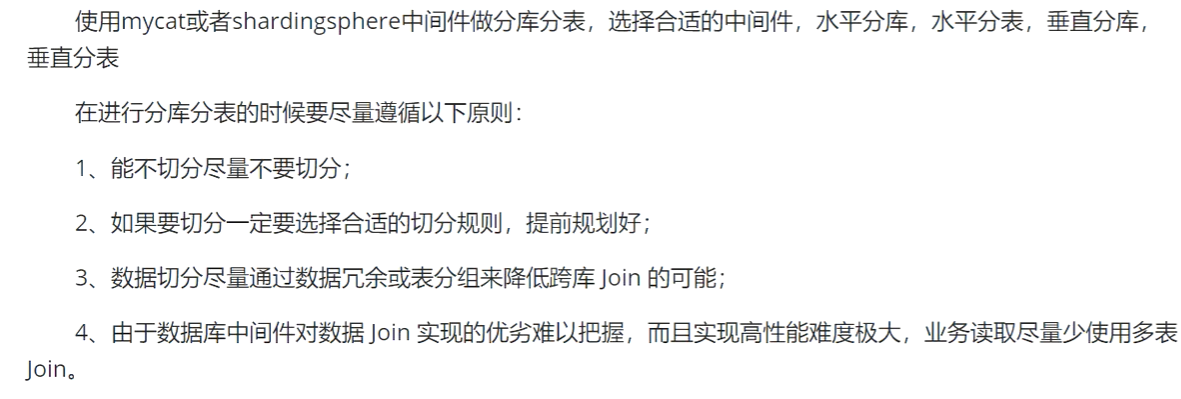 使用mycat或者shardingsphere中间件做分库分表，选择合适的中间件，水平分库，水平分表，垂直分库，
垂直分表
在进行分库分表的时候要尽量遵循以下原则：
1、能不切分尽量不要切分；
2、如果要切分一定要选择合适的切分规则，提前规划好；
3、数据切分尽量通过数据冗余或表分组来降低跨库 Join 的可能；
4、由于数据库中间件对数据 Join 实现的优劣难以把握，而且实现高性能难度极大，业务读取尽量少使用多表
Join。